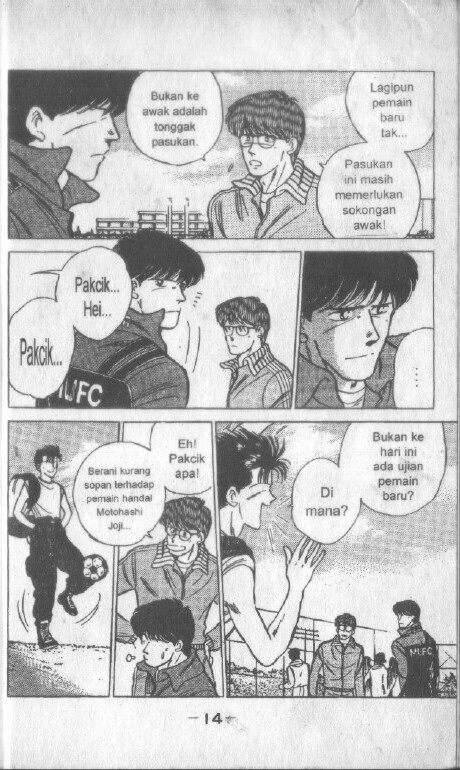 Bukan ke
awak adalah
tonggak
pasukan.
Lagipun
pemain
baru
tak...
Pasukan
ini masih
memerlukan
sokongan
awak!
Pakcik...
Hei...
Pakcik...
.....
Eh!
Pakcik
apa!
Berani kurang
sopan terhadap
pemain handal
Motohashi
Joji...
Bukan ke
hari ini
ada ujian
pemain
baru?
Di
mana?
- 14 -